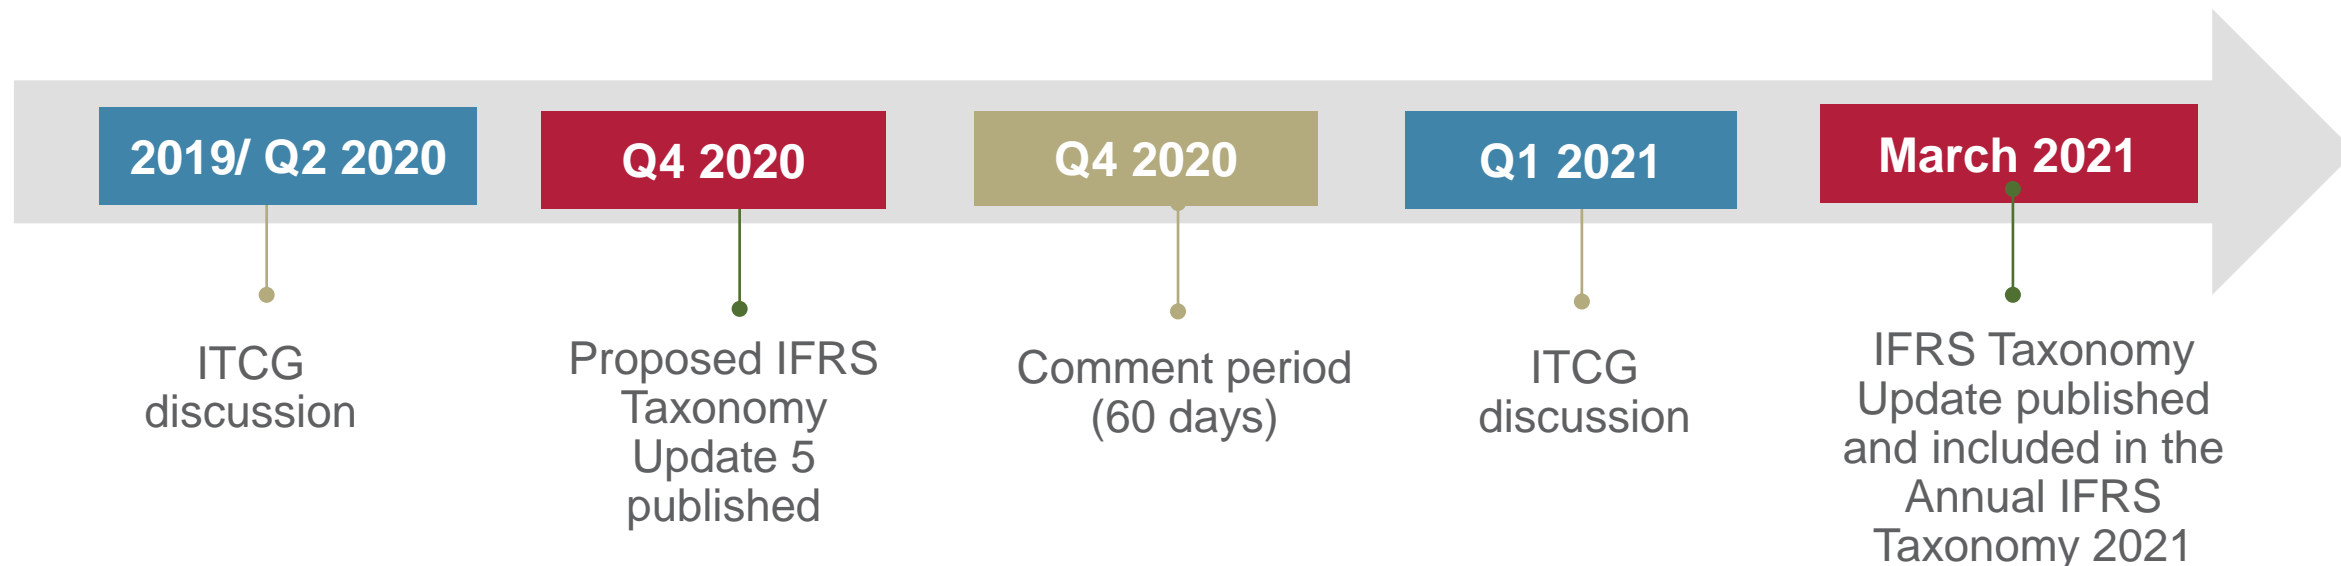 2019/ Q2 2020
Q4 2020
Q4 2020
Q1 2021
March 2021
ITCG
discussion
Proposed IFRS
Taxonomy
Update 5
published
Comment period
(60 days)
ITCG
discussion
IFRS Taxonomy
Update published
and included in the
Annual IFRS
Taxonomy 2021